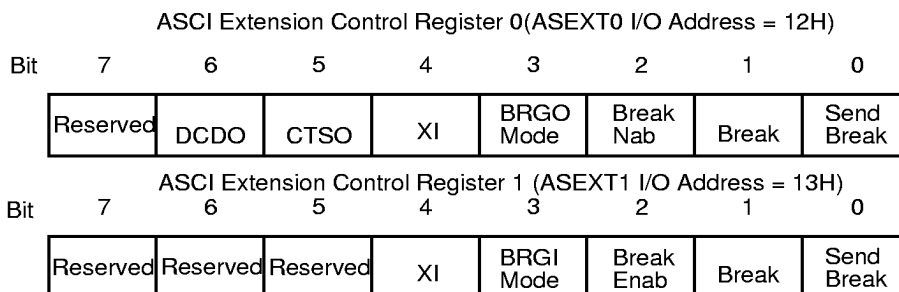 ASCI Extension Control Register 0(ASEXT0 I/O Address = 12H)
Bit 7 6 5 4 3 2 1 0
Reserved DCDO CTSO XI BRGO Mode Break Nab Break Send Break
ASCI Extension Control Register 1 (ASEXT1 I/O Address = 13H)
Bit 7 6 5 4 3 2 1 0
Reserved Reserved Reserved XI BRGI Mode Break Enab Break Send Break